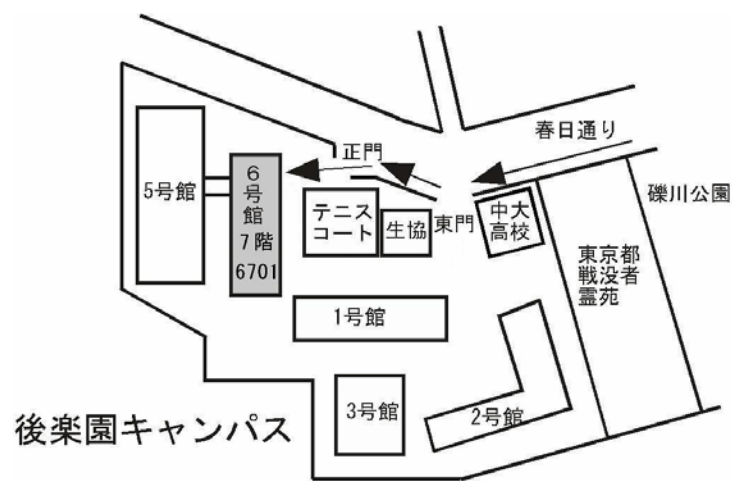 春日通り
正門
礫川公園
5号館
6
号
館
7階
6701
テニス
コート
生協
東門
中大
高校
東京都
戦没者
霊苑
1号館
3号館
2号館
後楽園キャンパス